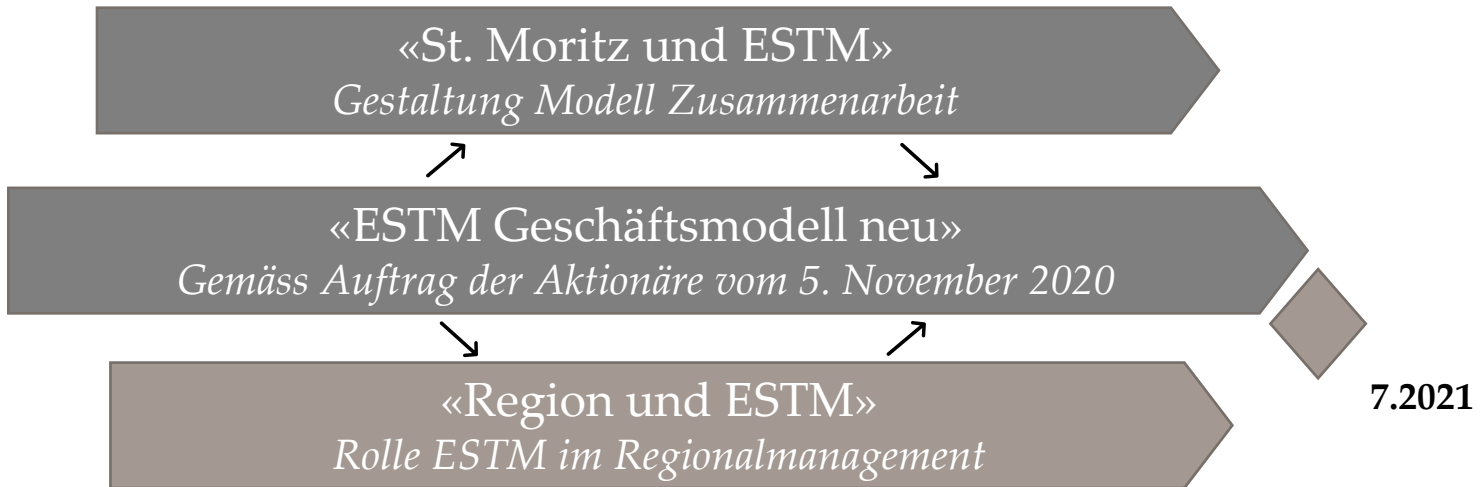 «St. Moritz und ESTM»
Gestaltung Modell Zusammenarbeit
«ESTM Geschäftsmodell neu»
Gemäss Auftrag der Aktionäre vom 5. November 2020
«Region und ESTM»
Rolle ESTM im Regionalmanagement
7.2021